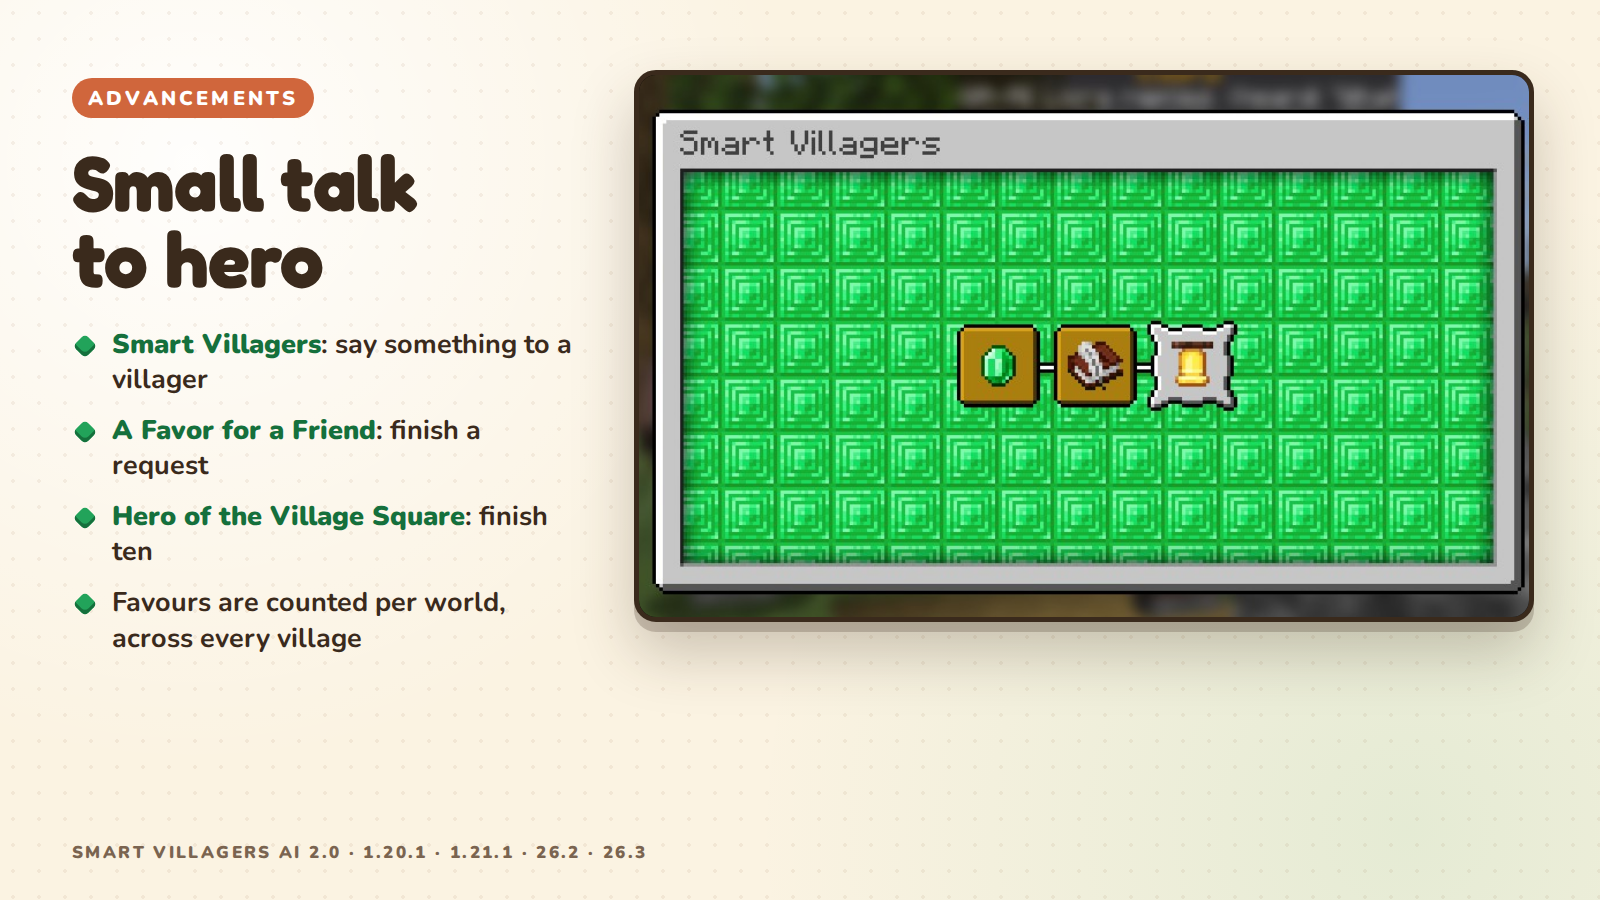 ADVANCEMENTS
Small talk
to hero
Smart Villagers: say something to a
villager
A Favor for a Friend: finish a
request
Hero of the Village Square: finish
ten
Favours are counted per world,
across every village
Smart Villagers
SMART VILLAGERS AI 2.0 · 1.20.1 · 1.21.1 · 26.2 · 26.3